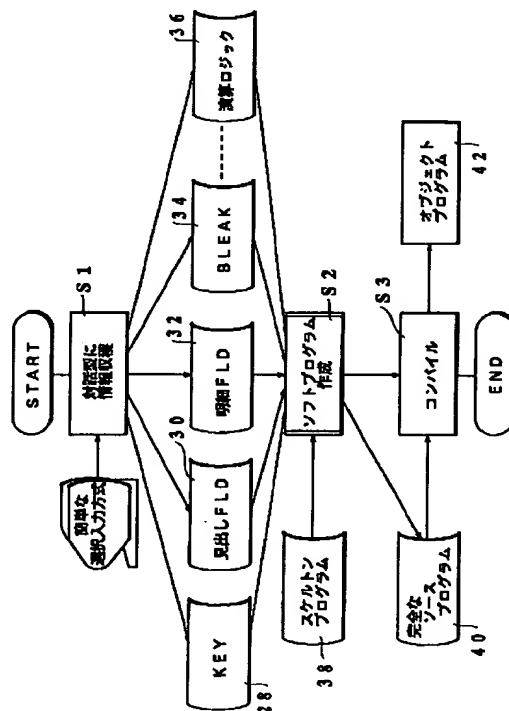 START
簡単な
選択入力方式
対話型に
情報収穫
S1
KEY
28
見出しFLD
30
明細FLD
32
BLEAK
34
演算ロジック
36
スケルトン
プログラム
38
ソフトプログラム
作成
S2
完全な
ソース
プログラム
40
コンパイル
S3
オブジェクト
プログラム
42
END